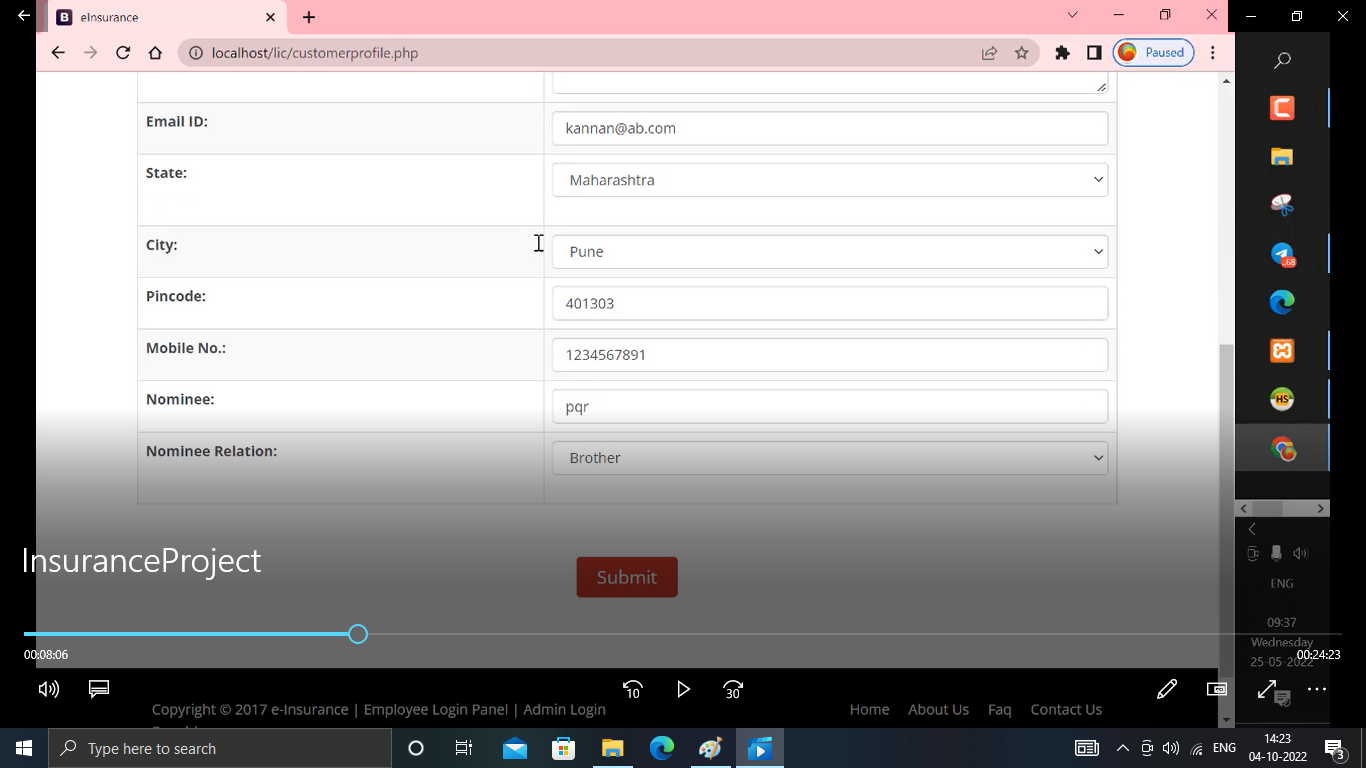 eInsurance
localhost/lic/customerprofile.php
Paused
Email ID:
kannan@ab.com
State:
Maharashtra
City:
Pune
Pincode:
401303
Mobile No.:
1234567891
Nominee:
pqr
Nominee Relation:
Brother
Submit
InsuranceProject
.68
HS
ENG
09:37
Wednesday
25-05-2022
00:08:06
00:24:23
10
30
Copyright © 2017 e-Insurance | Employee Login Panel | Admin Login
Home About Us Faq Contact Us
Type here to search
ENG
14:23
04-10-2022
3